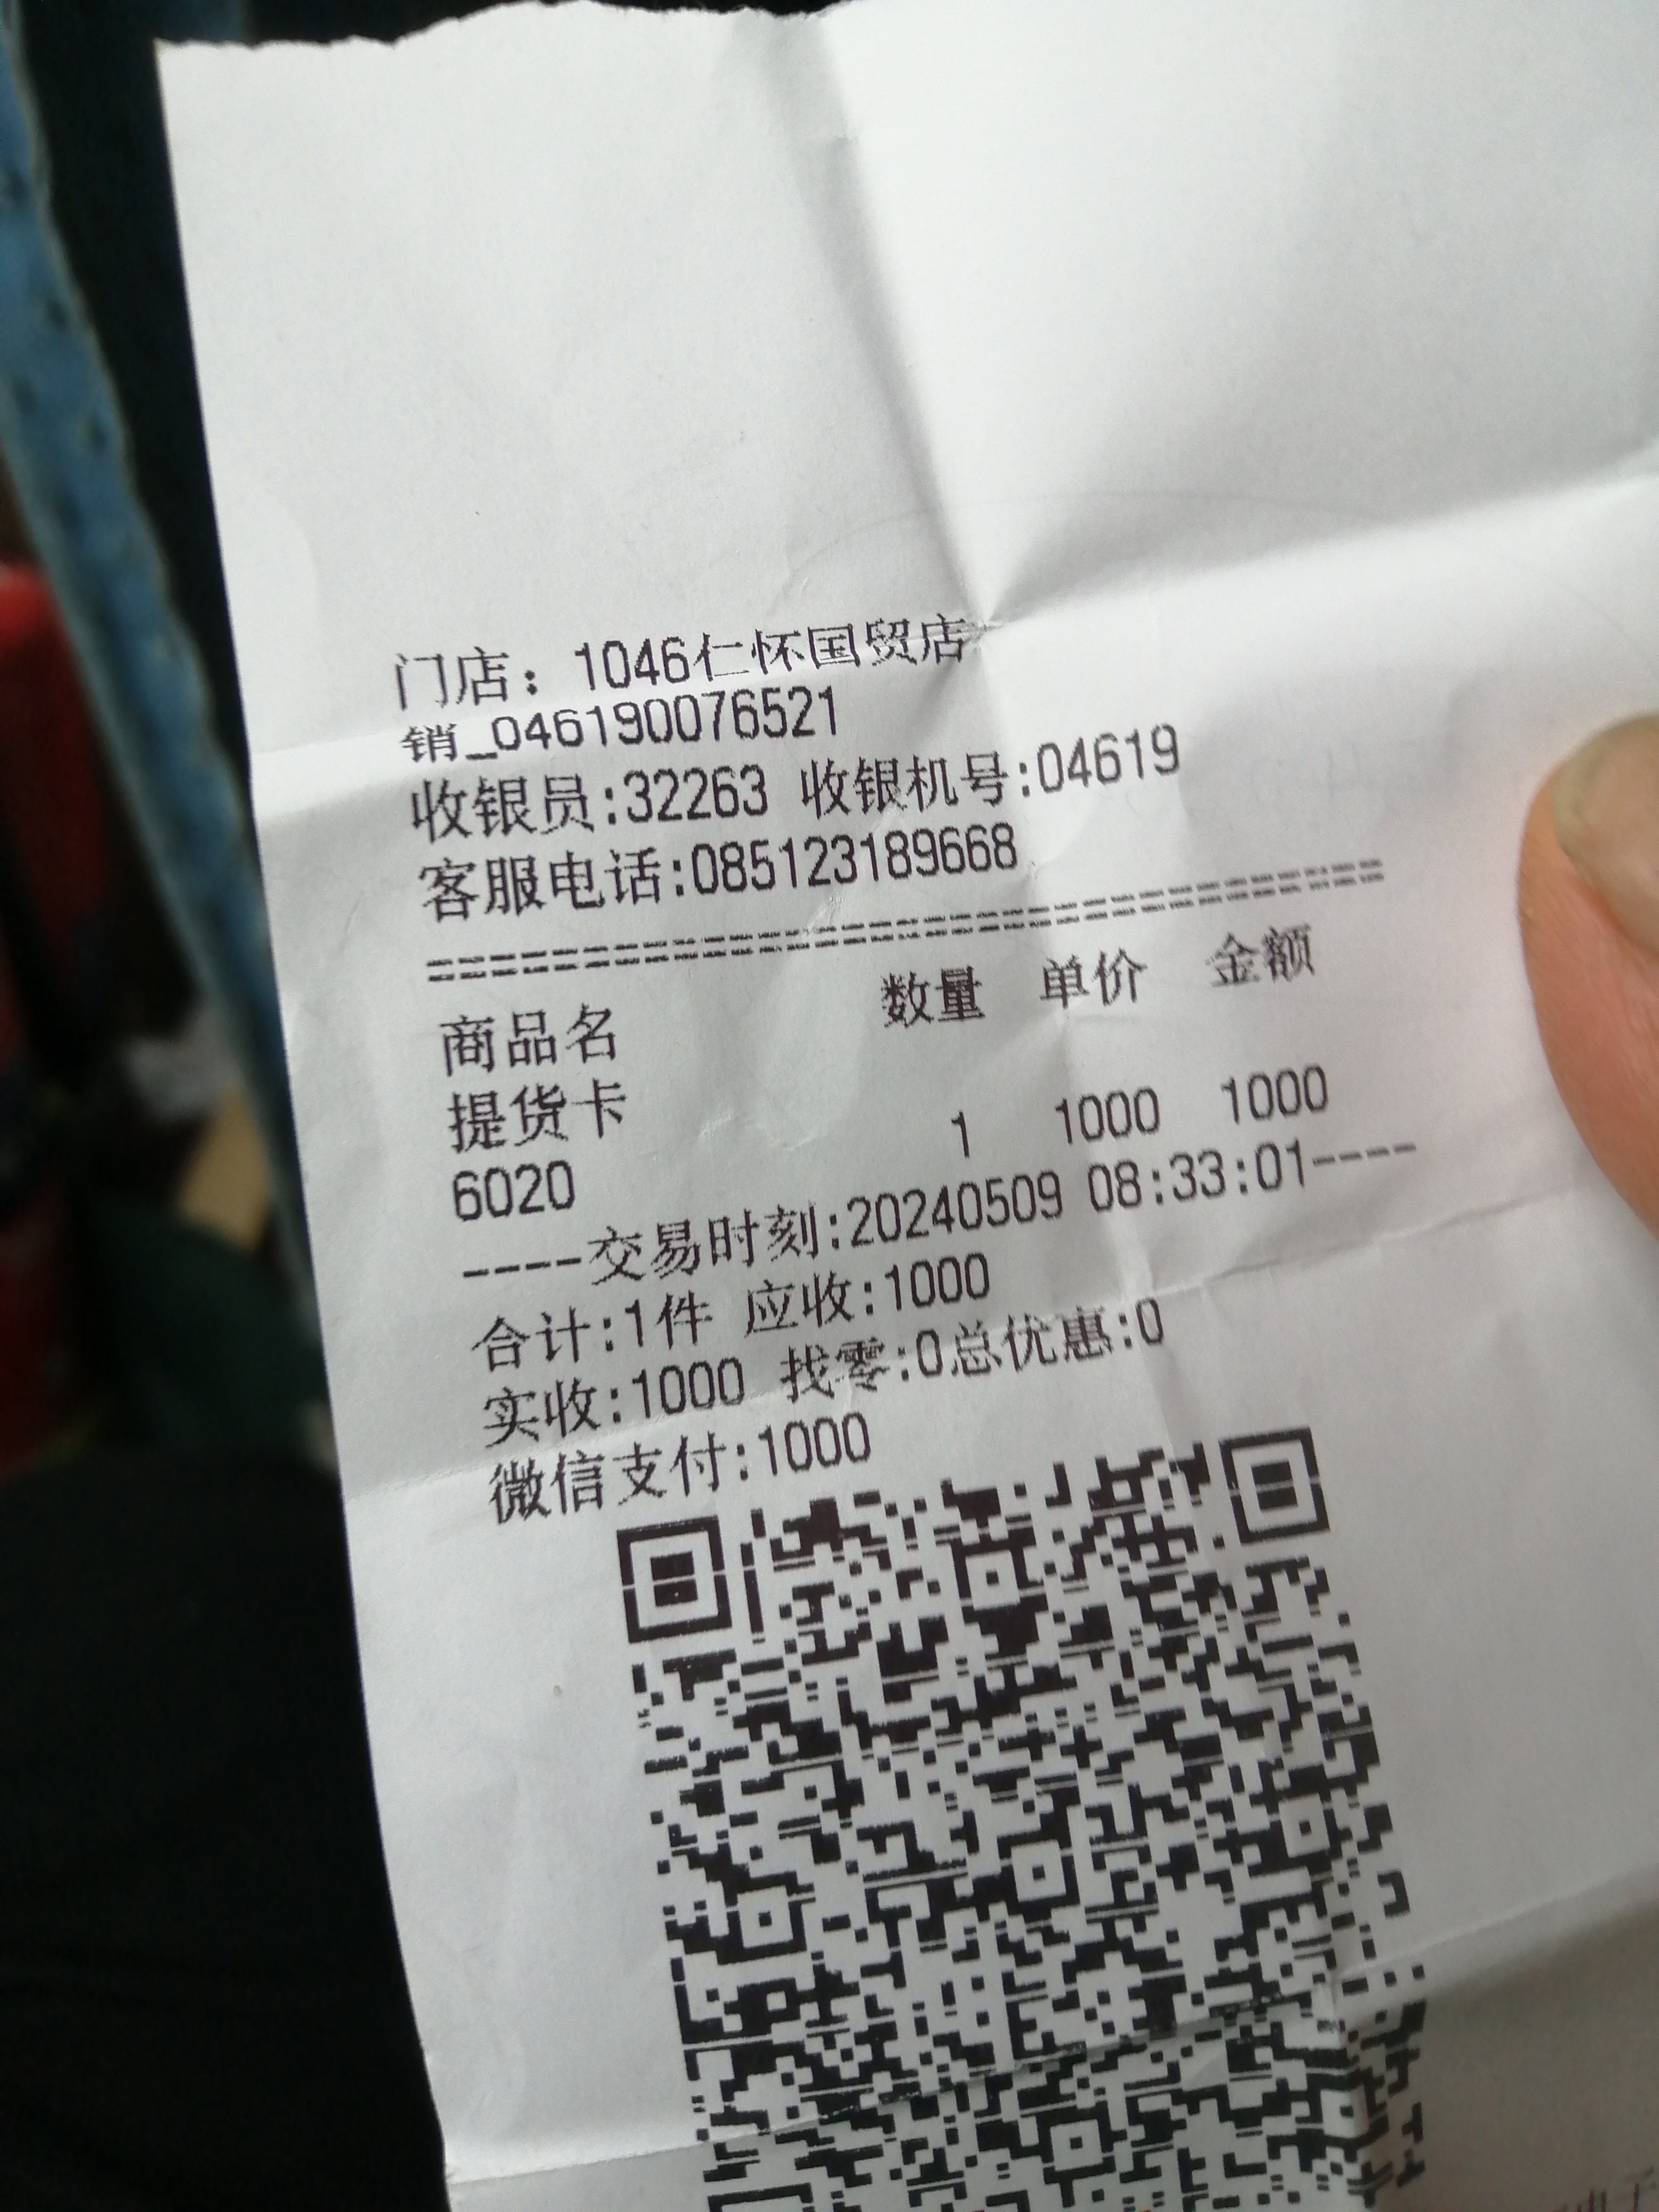 门店：1046仁怀国贸店
销_046190076521
收银员:32263 收银机号:04619
客服电话:085123189668
================================
商品名 数量 单价 金额
提货卡
6020 1 1000 1000
----交易时刻:20240509 08:33:01----
合计:1件 应收:1000
实收:1000 找零:0总优惠:0
微信支付:1000